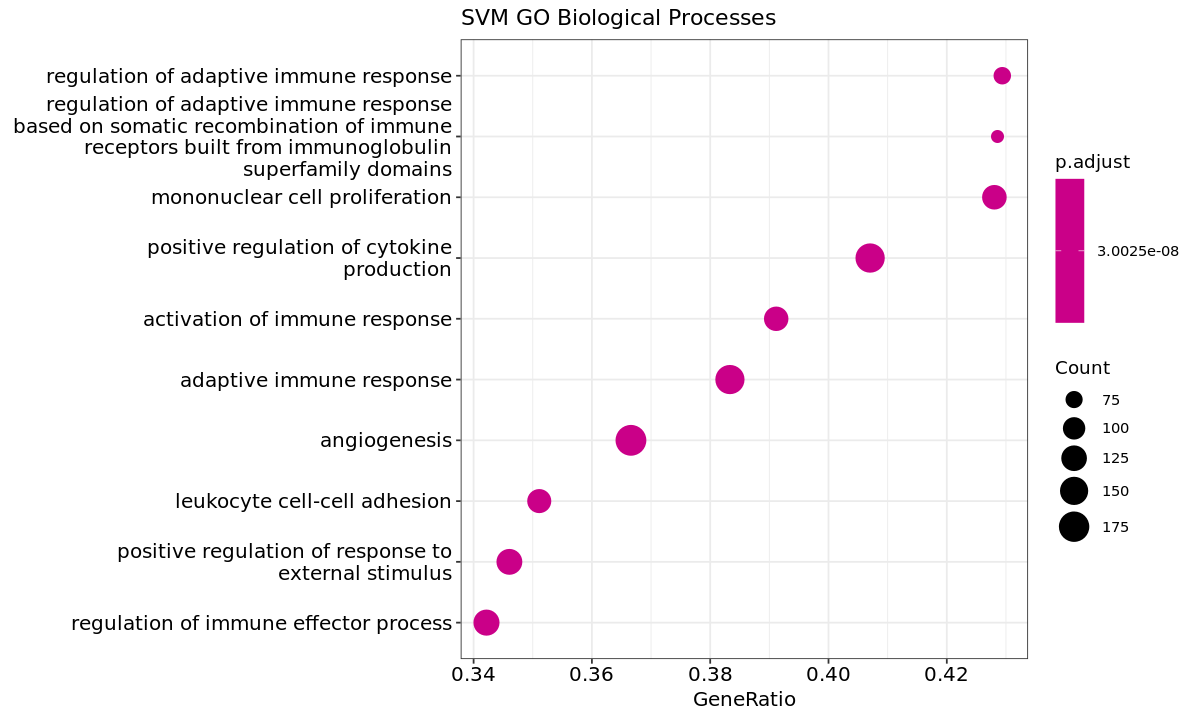 SVM GO Biological Processes
regulation of adaptive immune response
regulation of adaptive immune response
based on somatic recombination of immune
receptors built from immunoglobulin
superfamily domains
mononuclear cell proliferation
positive regulation of cytokine
production
activation of immune response
adaptive immune response
angiogenesis
leukocyte cell-cell adhesion
positive regulation of response to
external stimulus
regulation of immune effector process
0.34 0.36 0.38 0.40 0.42
GeneRatio
p.adjust
3.0025e-08
Count
75
100
125
150
175